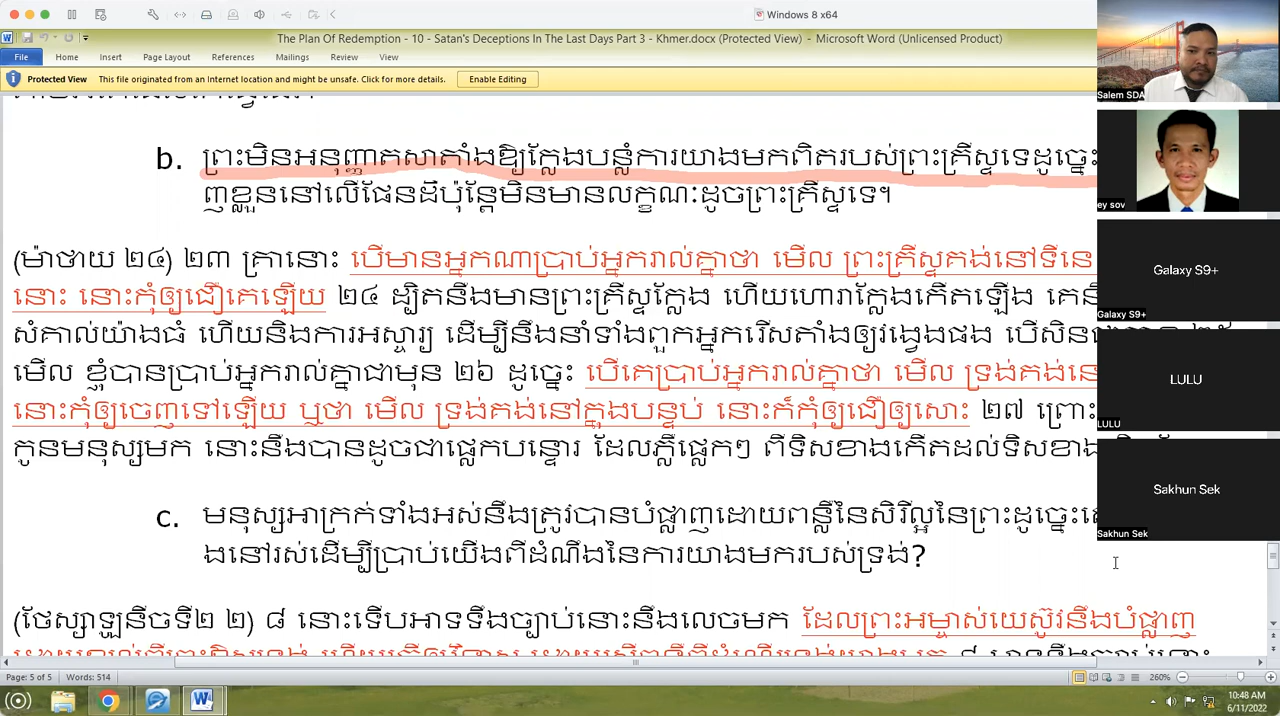 Windows 8 x64
The Plan Of Redemption - 10 - Satan's Deceptions In The Last Days Part 3 - Khmer.docx (Protected View) - Microsoft Word (Unlicensed Product)
File Home Insert Page Layout References Mailings Review View
Protected View This file originated from an Internet location and might be unsafe. Click for more details. Enable Editing
b. ព្រះមិនអនុញ្ញាតសាតាំងឱ្យក្លែងបន្លំការយាងមកពិតរបស់ព្រះគ្រីស្ទទេដូច្នេះ
ញខ្លួននៅលើផែនដីប៉ុន្តែមិនមានលក្ខណៈដូចព្រះគ្រីស្ទទេ។
(ម៉ាថាយ ២៤) ២៣ គ្រានោះ បើមានអ្នកណាប្រាប់អ្នករាល់គ្នាថា មើល ព្រះគ្រីស្ទគង់នៅទីនេ
នោះ នោះកុំឲ្យជឿគេឡើយ ២៤ ដ្បិតនឹងមានព្រះគ្រីស្ទក្លែង ហើយហោរាក្លែងកើតឡើង គេនឹ
សំគាល់យ៉ាងធំ ហើយនិងការអស្ចារ្យ ដើម្បីនឹងនាំទាំងពួកអ្នករើសតាំងឲ្យវង្វេងផង បើសិន
មើល ខ្ញុំបានប្រាប់អ្នករាល់គ្នាជាមុន ២៦ ដូច្នេះ បើគេប្រាប់អ្នករាល់គ្នាថា មើល ទ្រង់គង់នៅ
នោះកុំឲ្យចេញទៅឡើយ ឬថា មើល ទ្រង់គង់នៅក្នុងបន្ទប់ នោះក៏កុំឲ្យជឿឲ្យសោះ ២៧ ព្រោះ
កូនមនុស្សមក នោះនឹងបានដូចជាផ្លេកបន្ទោរ ដែលភ្លឺផ្លេកៗ ពីទិសខាងកើតដល់ទិសខាង
c. មនុស្សអាក្រក់ទាំងអស់នឹងត្រូវបានបំផ្លាញដោយពន្លឺនៃសិរីល្អនៃព្រះដូច្នេះ
ងនៅរស់ដើម្បីប្រាប់យើងពីដំណឹងនៃការយាងមករបស់ទ្រង់?
(ថែស្សាឡូនីចទី២ ២) ៨ នោះទើបអាទទឹងច្បាប់នោះនឹងលេចមក ដែលព្រះអម្ចាស់យេស៊ូវនឹងបំផ្លាញ
Page: 5 of 5 Words: 514 260%
10:48 AM
6/11/2022
Salem SDA
ey sov
Galaxy S9+
Galaxy S9+
LULU
LULU
Sakhun Sek
Sakhun Sek